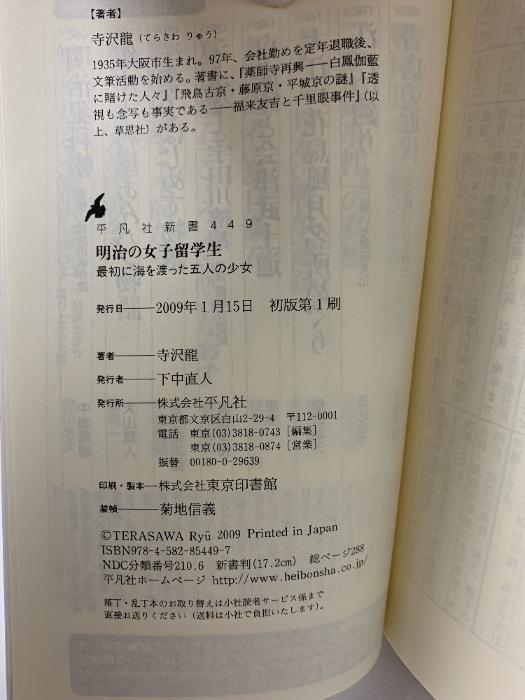 【著者】
寺沢龍（てらさわ りゅう）
1935年大阪市生まれ。97年、会社勤めを定年退職後、
文筆活動を始める。著書に、『薬師寺再興——白鳳伽藍
に賭けた人々』『飛鳥古京・藤原京・平城京の謎』『透
視も念写も事実である——福来友吉と千里眼事件』（以
上、草思社）がある。
平凡社新書449
明治の女子留学生
最初に海を渡った五人の少女
発行日——2009年1月15日 初版第1刷
著者——寺沢龍
発行者——下中直人
発行所——株式会社平凡社
東京都文京区白山2-29-4 〒112-0001
電話 東京(03)3818-0743［編集］
東京(03)3818-0874［営業］
振替 00180-0-29639
印刷・製本—株式会社東京印書館
装幀——菊地信義
©TERASAWA Ryū 2009 Printed in Japan
ISBN978-4-582-85449-7
NDC分類番号210.6 新書判(17.2cm) 総ページ288
平凡社ホームページ http://www.heibonsha.co.jp/
落丁・乱丁本のお取り替えは小社読者サービス係まで
直接お送りください（送料は小社で負担いたします）。